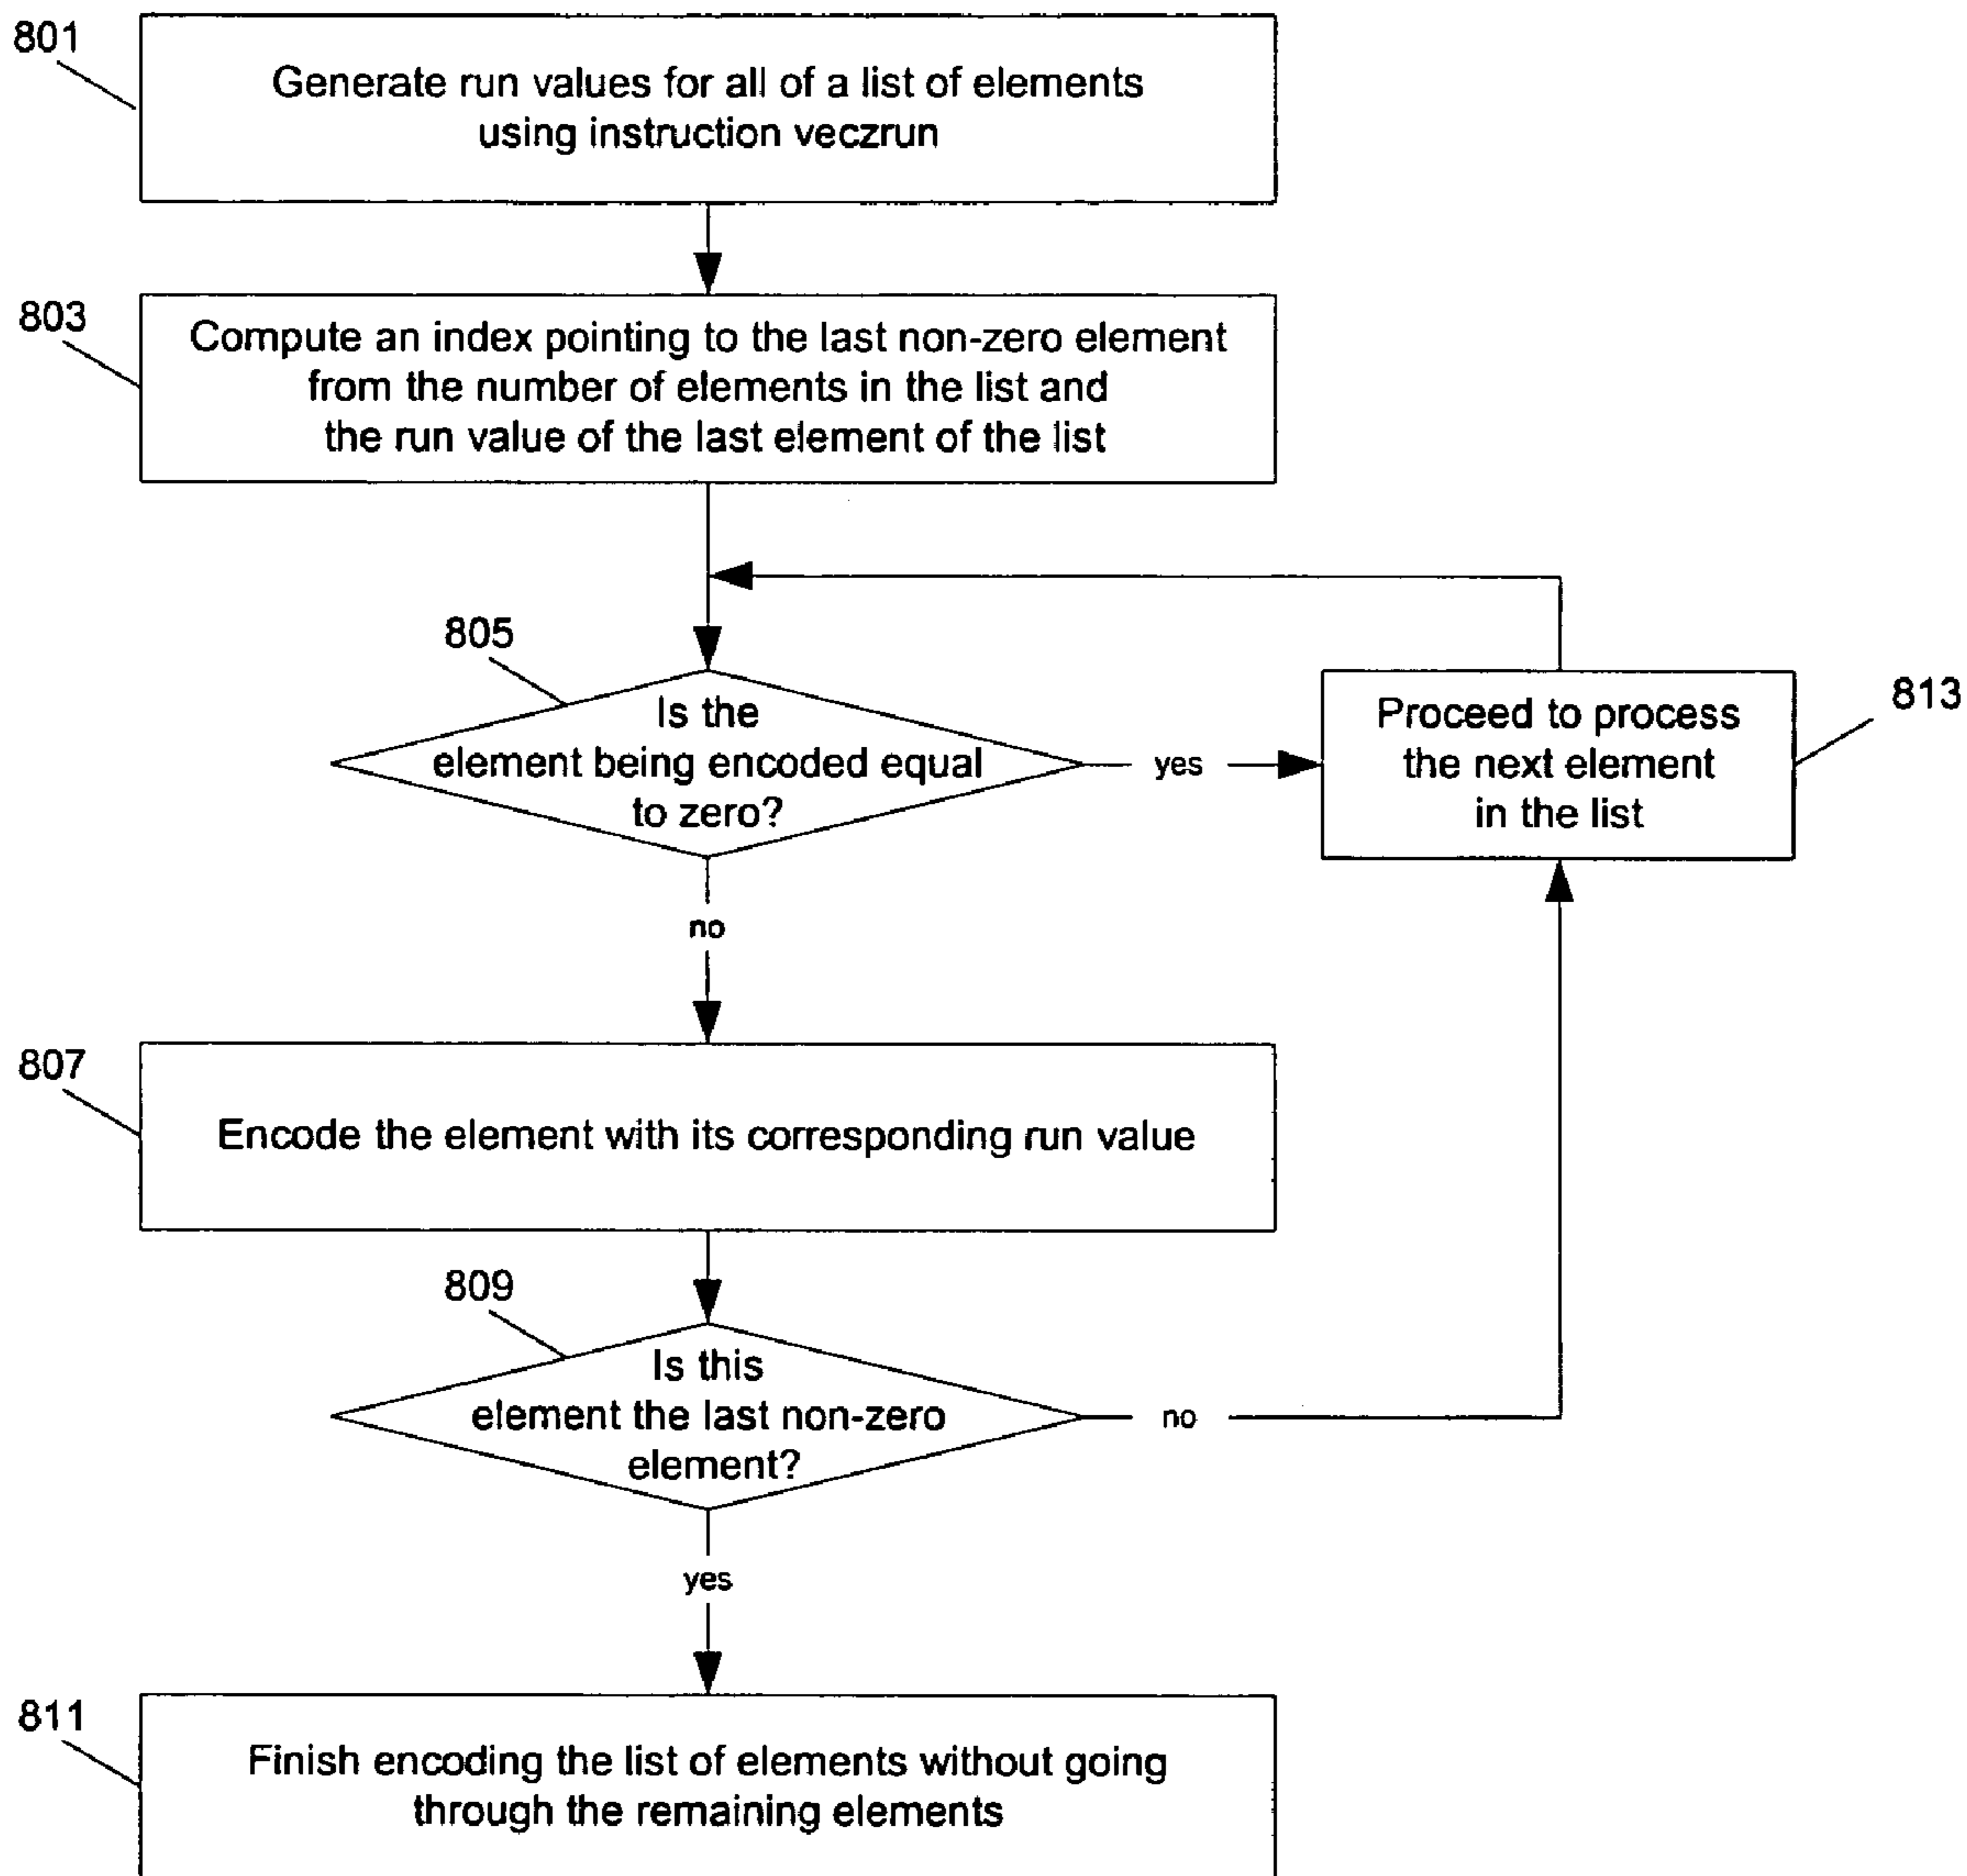 801
Generate run values for all of a list of elements
using instruction veczrun
803
Compute an index pointing to the last non-zero element
from the number of elements in the list and
the run value of the last element of the list
805
Is the
element being encoded equal
to zero?
yes
Proceed to process
the next element
in the list
813
no
807
Encode the element with its corresponding run value
809
Is this
element the last non-zero
element?
no
yes
811
Finish encoding the list of elements without going
through the remaining elements